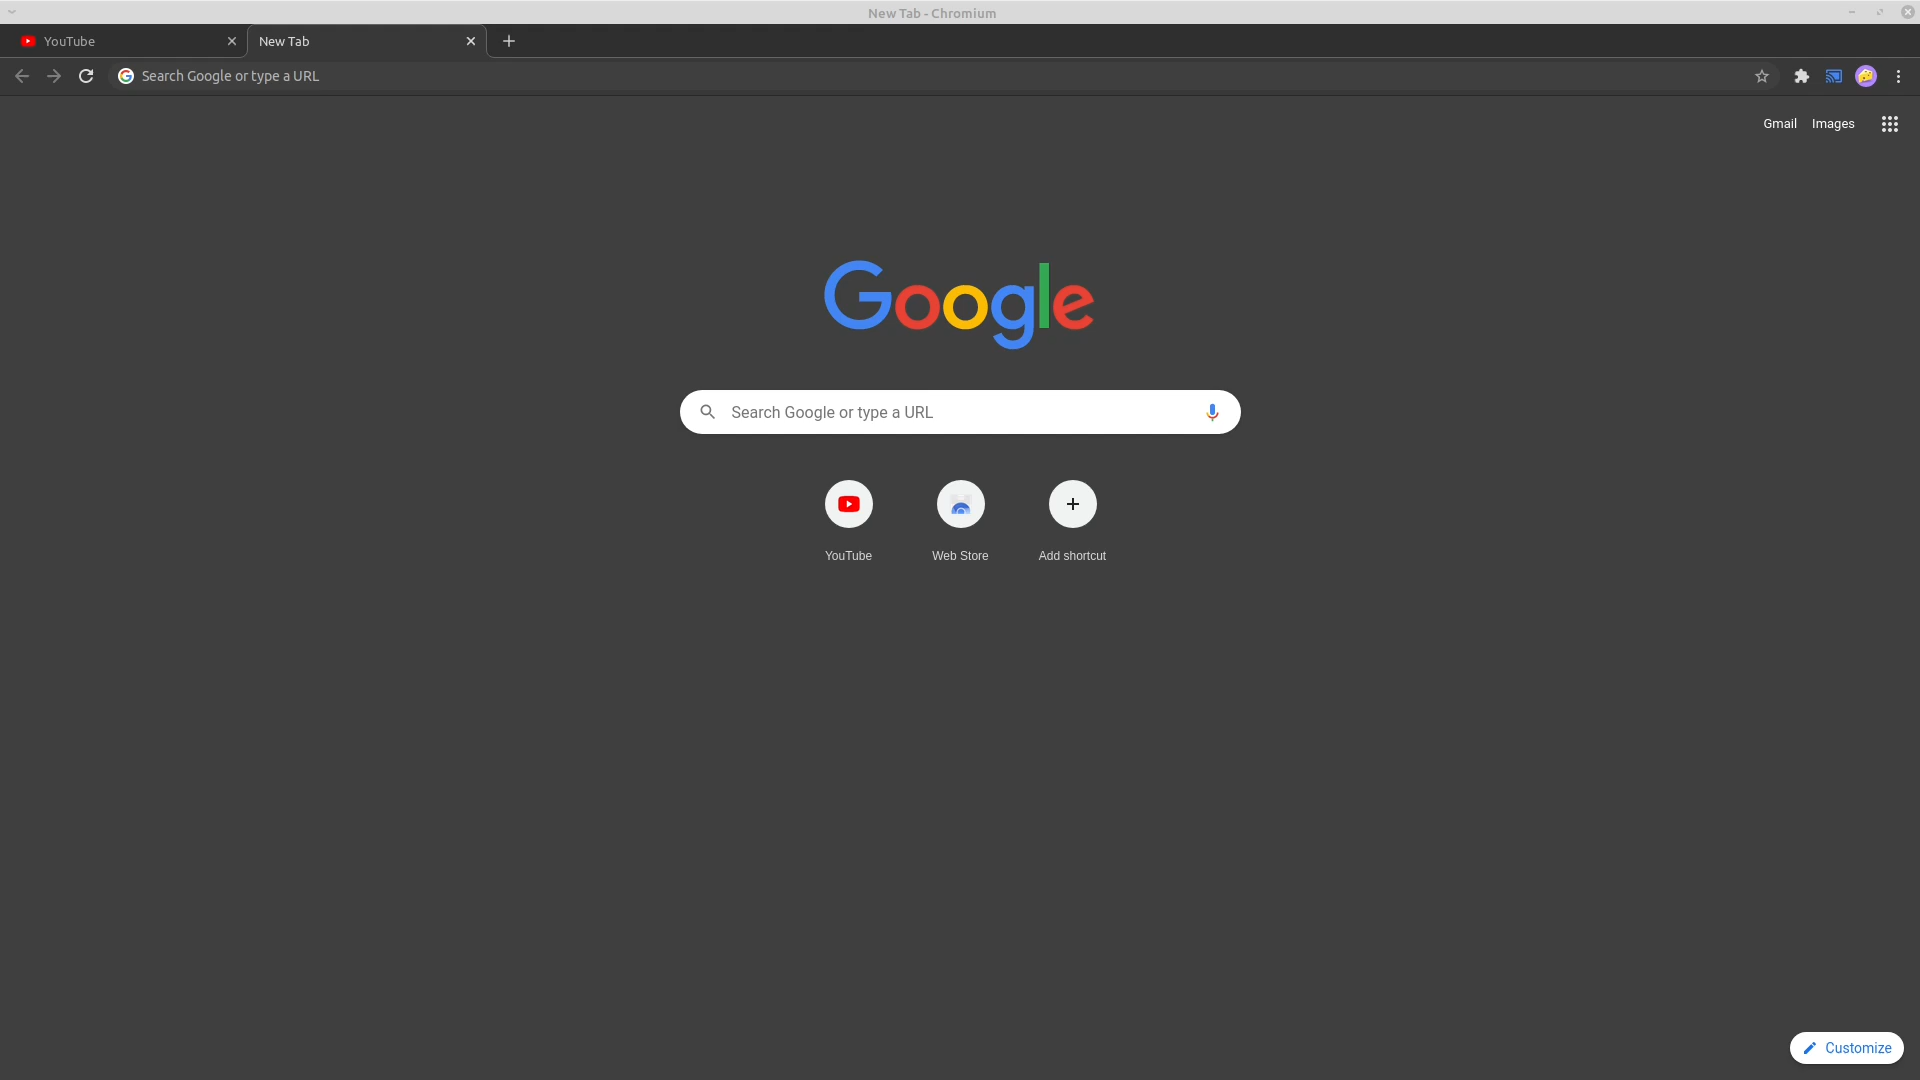 New Tab - Chromium
YouTube
New Tab
Search Google or type a URL
Gmail
Images
Google
Search Google or type a URL
YouTube
Web Store
Add shortcut
Customize